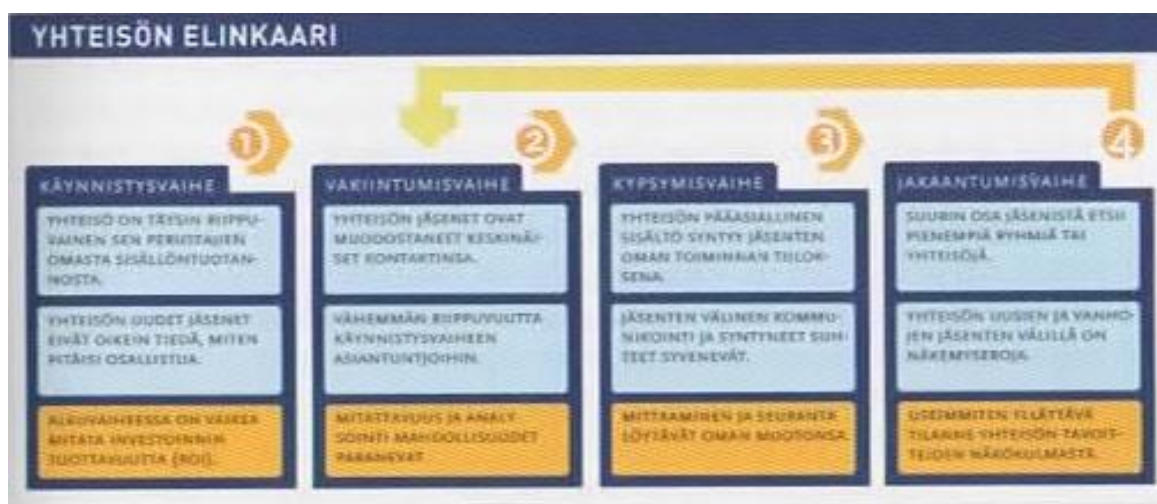 YHTEISÖN ELINKAARI
1
2
3
4
KÄYNNISTYSVAIHE
YHTEISÖ ON TÄYSIN RIIPPU-
VAINEN SEN PERUSTAJIEN
OMASTA SISÄLLÖNTUOTAN-
NOSTA.
YHTEISÖN UUDET JÄSENET
EIVÄT OIKEIN TIEDÄ, MITEN
PITÄISI OSALLISTUA.
ALKUVAIHEESSA ON VAIKEA
MITATA INVESTOINNIN
TUOTTAVUUTTA (ROI).
VAKIINTUMISVAIHE
YHTEISÖN JÄSENET OVAT
MUODOSTANEET KESKINÄI-
SET KONTAKTINSA.
VÄHEMMÄN RIIPPUVUUTTA
KÄYNNISTYSVAIHEEN
ASIANTUNTIJOIHIN.
MITATTAVUUS JA ANALY-
SOINTI MAHDOLLISUUDET
PARANEVAT
KYPSYMISVAIHE
YHTEISÖN PÄÄASIALLINEN
SISÄLTÖ SYNTYY JÄSENTEN
OMAN TOIMINNAN TULOK-
SENA.
JÄSENTEN VÄLINEN KOMMU-
NIKOINTI JA SYNTYNEET SUH-
TEET SYVENEVÄT.
MITTAAMINEN JA SEURANTA
LÖYTÄVÄT OMAN MUOTONSA.
JAKAANTUMISVAIHE
SUURIN OSA JÄSENISTÄ ETSII
PIENEMPIÄ RYHMIÄ TAI
YHTEISÖJÄ.
YHTEISÖN UUSIEN JA VANHO-
JEN JÄSENTEN VÄLILLÄ ON
NÄKEMYSEROJA.
USEIMMITEN YLLÄTTÄVÄ
TILANNE YHTEISÖN TAVOIT-
TEIDEN NÄKÖKULMASTA.